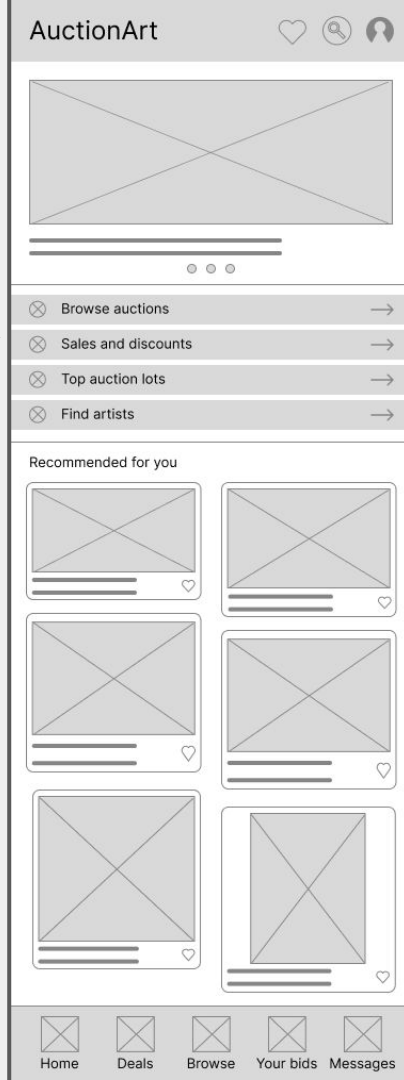 AuctionArt
Browse auctions
Sales and discounts
Top auction lots
Find artists
Recommended for you
Home Deals Browse Your bids Messages